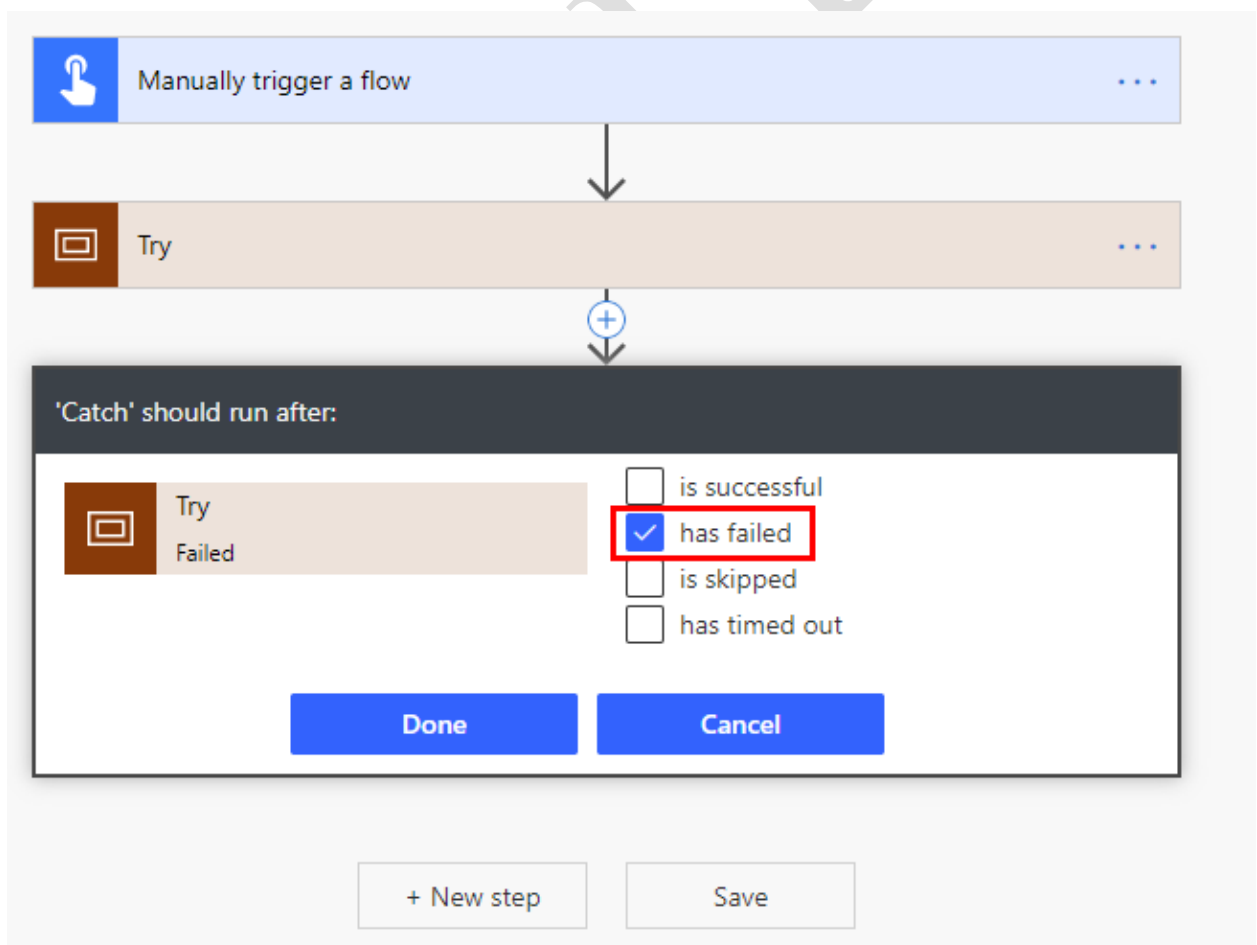 Manually trigger a flow
Try
'Catch' should run after:
Try
Failed
is successful
has failed
is skipped
has timed out
Done
Cancel
+ New step
Save